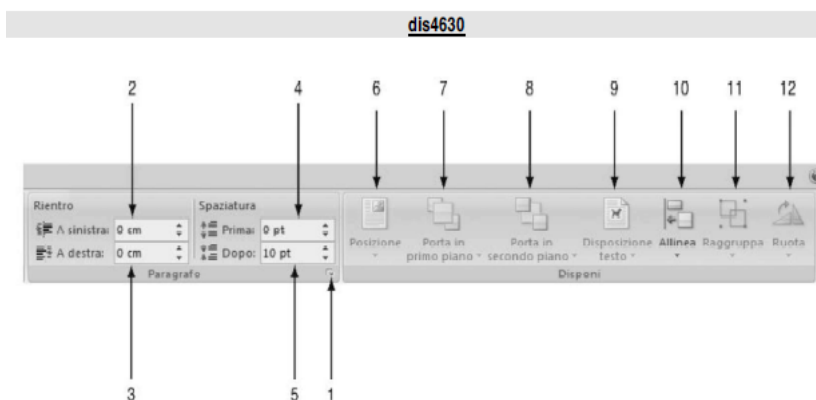 dis4630
2 4 6 7 8 9 10 11 12
Rientro Spaziatura
A sinistra: 0 cm Prima: 0 pt
A destra: 0 cm Dopo: 10 pt
Posizione Porta in primo piano Porta in secondo piano Disposizione testo Allinea Raggruppa Ruota
Paragrafo Disponi
3 5 1